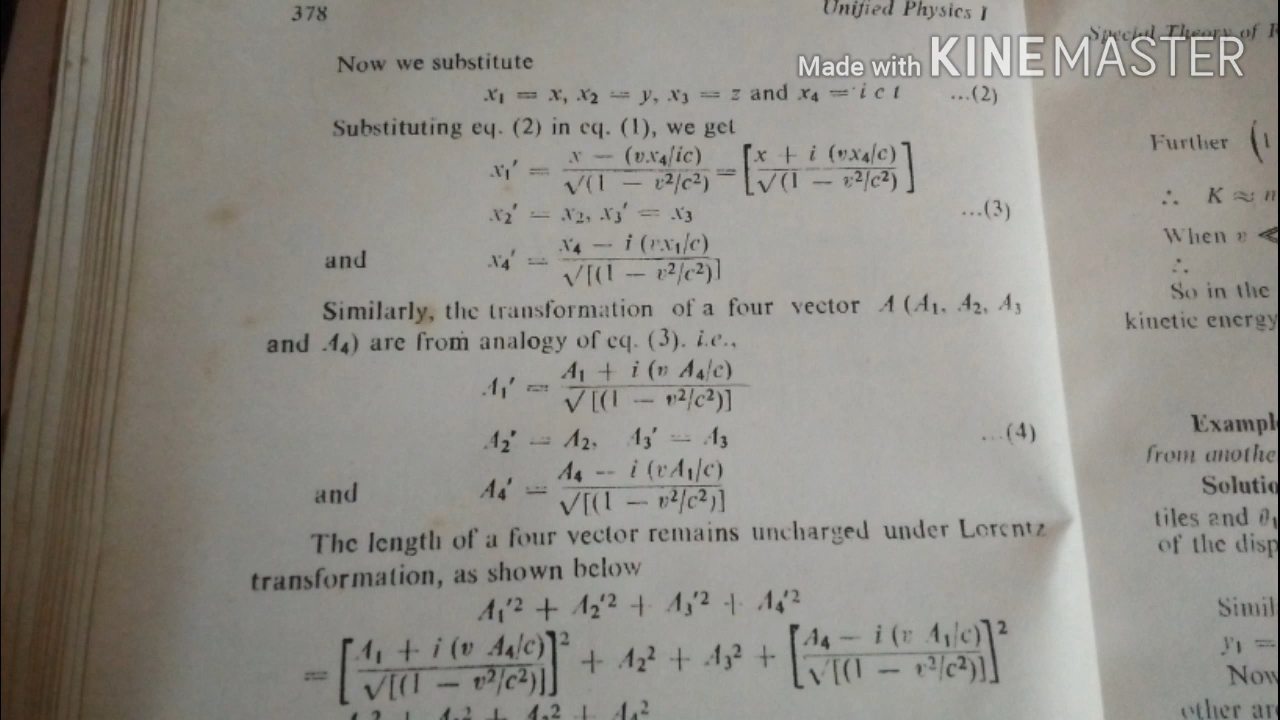 378
Unified Physics I
Special Theory of
Made with KINEMASTER
Now we substitute
x₁ = x, x₂ = y, x₃ = z and x₄ = i c t ...(2)
Substituting eq. (2) in eq. (1), we get
x₁' = x − (vx₄/ic) / √(1 − v²/c²) = [x + i (vx₄/c) / √(1 − v²/c²)]
x₂' = x₂, x₃' = x₃ ...(3)
and x₄' = x₄ − i (vx₁/c) / √[(1 − v²/c²)]
Similarly, the transformation of a four vector A (A₁, A₂, A₃
and A₄) are from analogy of eq. (3). i.e.,
A₁' = A₁ + i (v A₄/c) / √[(1 − v²/c²)]
A₂' = A₂, A₃' = A₃ ...(4)
and A₄' = A₄ − i (vA₁/c) / √[(1 − v²/c²)]
The length of a four vector remains uncharged under Lorentz
transformation, as shown below
A₁'² + A₂'² + A₃'² + A₄'²
= [A₁ + i (v A₄/c) / √[(1 − v²/c²)]]² + A₂² + A₃² + [A₄ − i (v A₁/c) / √[(1 − v²/c²)]]²
Further (1
∴ K ≈
When v ≪
∴
So in the
kinetic energy
Exampl
from anothe
Solutio
tiles and θ
of the disp
Simil
y₁ =
Now
other ar